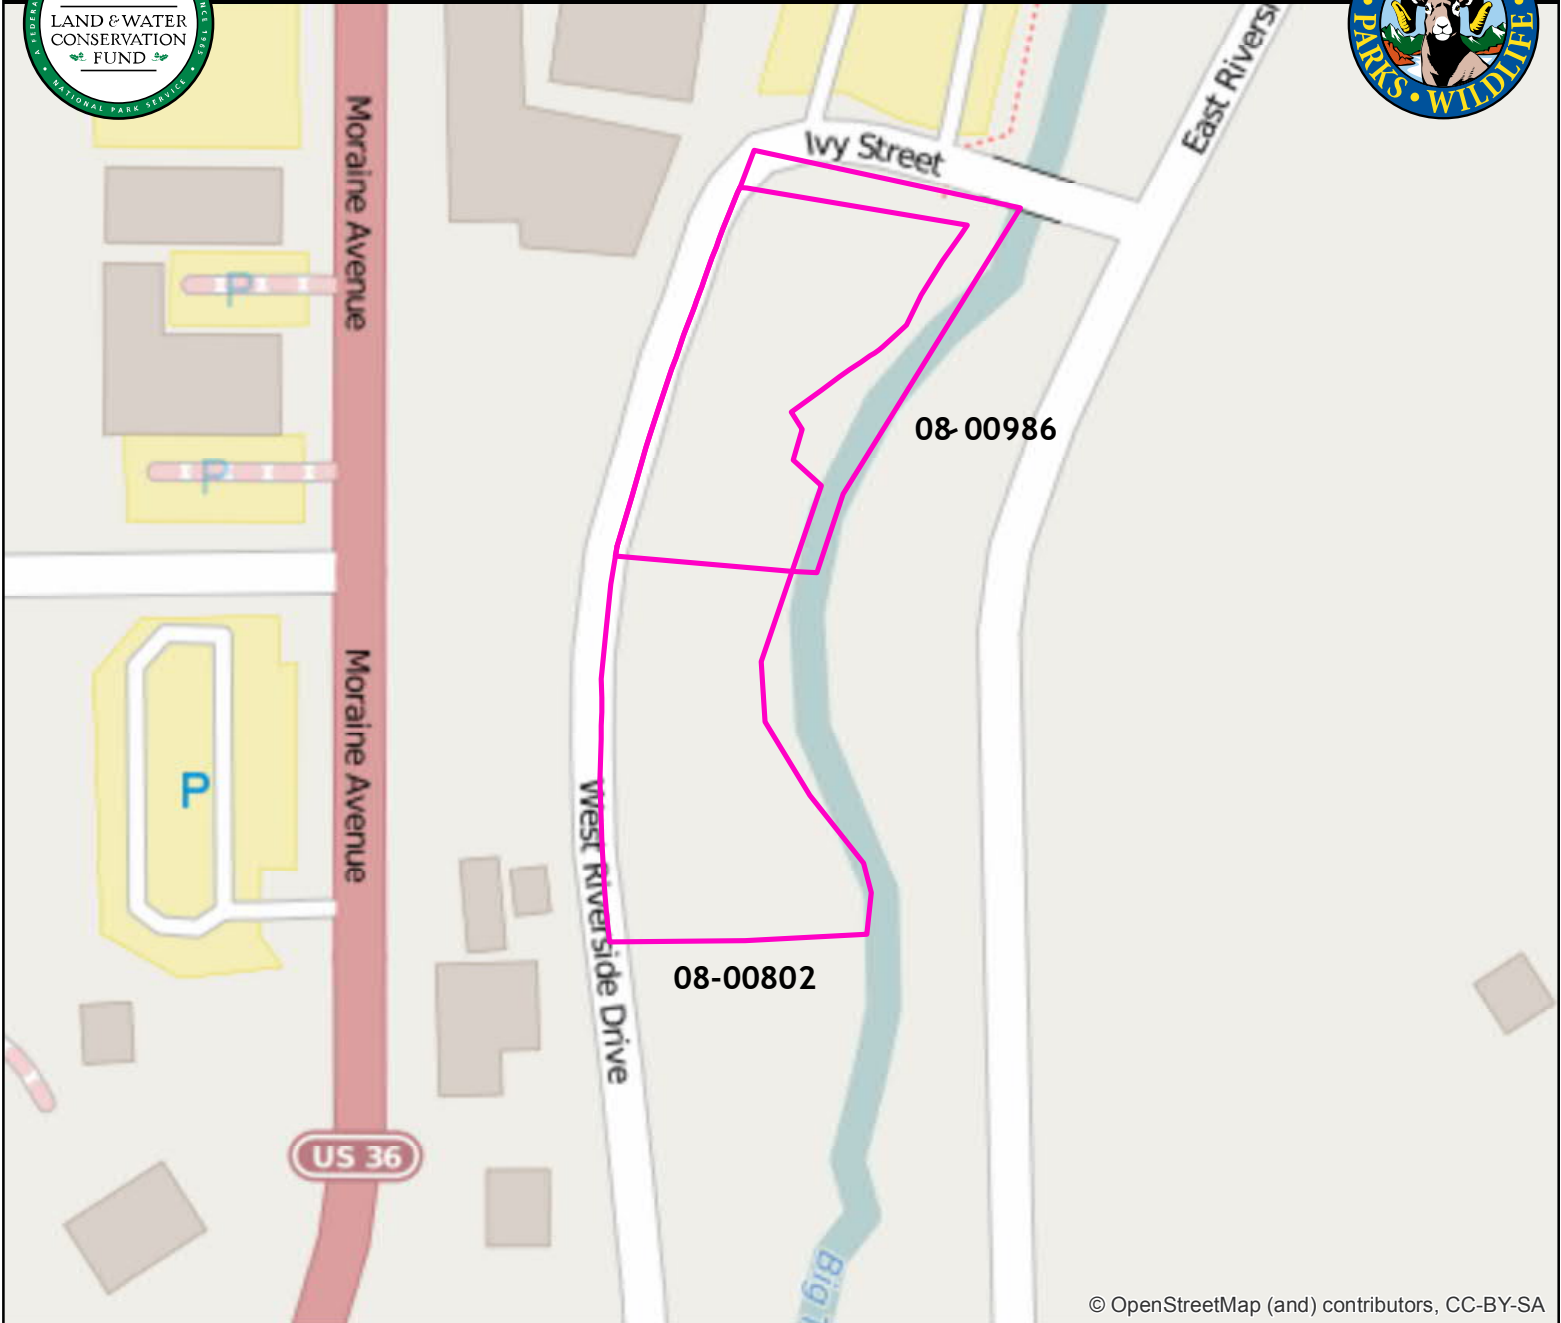 LAND & WATER
CONSERVATION
FUND
NATIONAL PARK SERVICE
PARKS • WILDLIFE
East Riversi
Moraine Avenue
Ivy Street
P
P
08-00986
Moraine Avenue
P
West Riverside Drive
08-00802
US 36
Big
© OpenStreetMap (and) contributors, CC-BY-SA